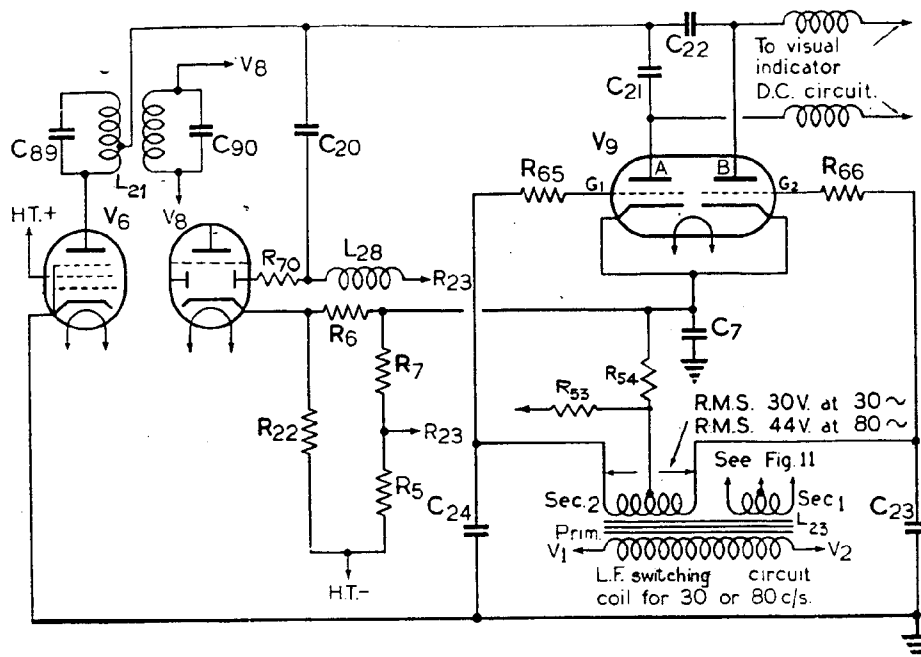 C22
To visual
indicator
D.C. circuit.
C21
V8
C89
C90
C20
V9
A
B
R65
G1
G2
R66
L21
H.T.+
V6
V8
R70
L28
R23
R6
C7
R7
R54
R53
R.M.S. 30V. at 30~
R.M.S. 44V. at 80~
R22
R23
See Fig. 11
R5
Sec.2
Sec1
C24
L23
C23
Prim.
V1
V2
L.F. switching circuit
coil for 30 or 80 c/s.
H.T.-